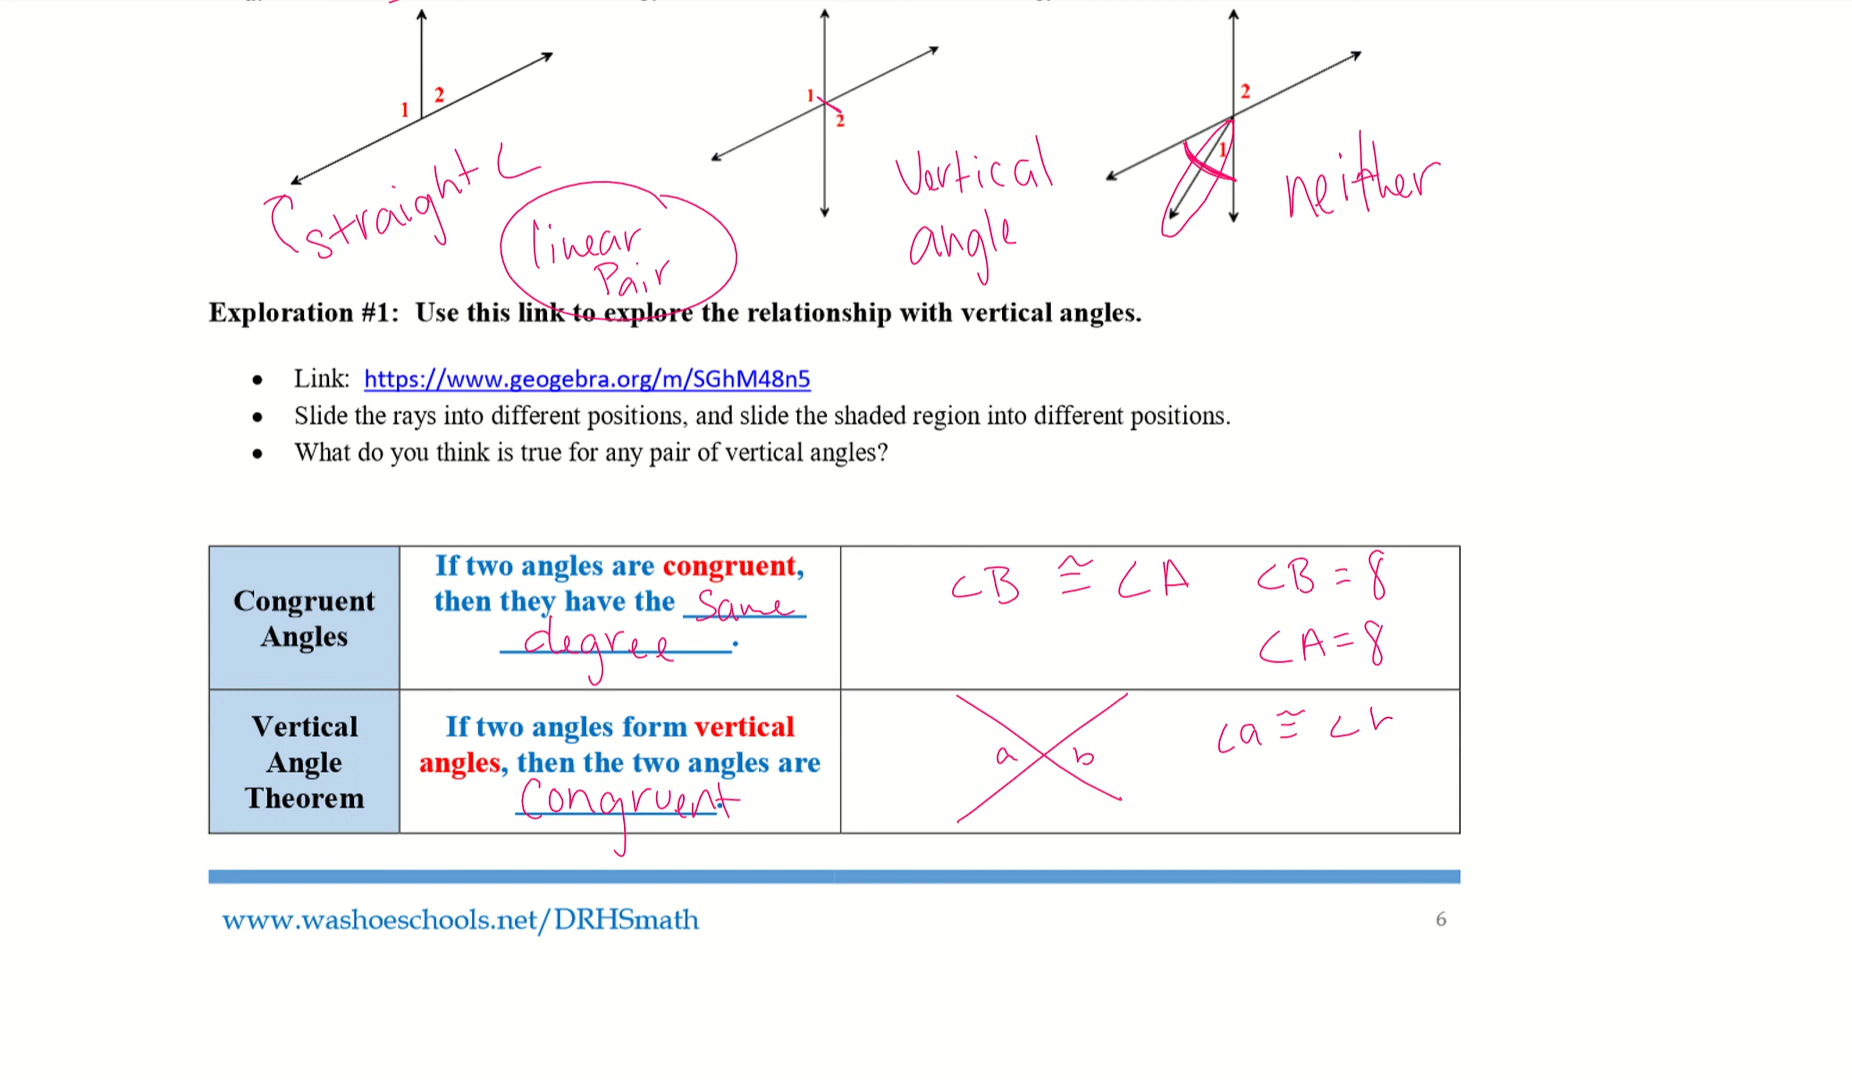 1 2
1 2
2 1
straight <
linear
Pair
Vertical
angle
neither
Exploration #1: Use this link to explore the relationship with vertical angles.
• Link: https://www.geogebra.org/m/SGhM48n5
• Slide the rays into different positions, and slide the shaded region into different positions.
• What do you think is true for any pair of vertical angles?
Congruent
Angles
If two angles are congruent,
then they have the same
degree.
<B ≅ <A <B = 8
<A = 8
Vertical
Angle
Theorem
If two angles form vertical
angles, then the two angles are
Congruent.
a b
<a ≅ <b
www.washoeschools.net/DRHSmath 6